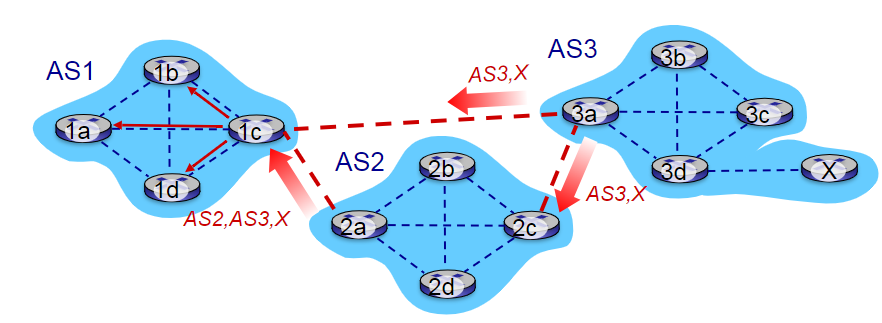 AS1
1b
1a
1c
1d
AS2,AS3,X
AS2
2b
2a
2c
2d
AS3,X
AS3,X
AS3
3b
3a
3c
3d
X